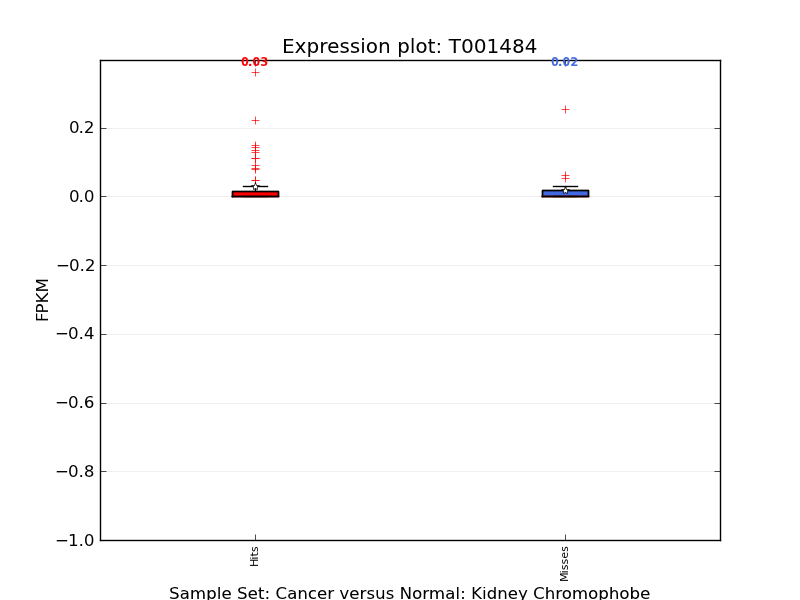 Expression plot: T001484
0.03
0.02
0.2
0.0
−0.2
−0.4
−0.6
−0.8
−1.0
FPKM
Hits
Misses
Sample Set: Cancer versus Normal: Kidney Chromophobe